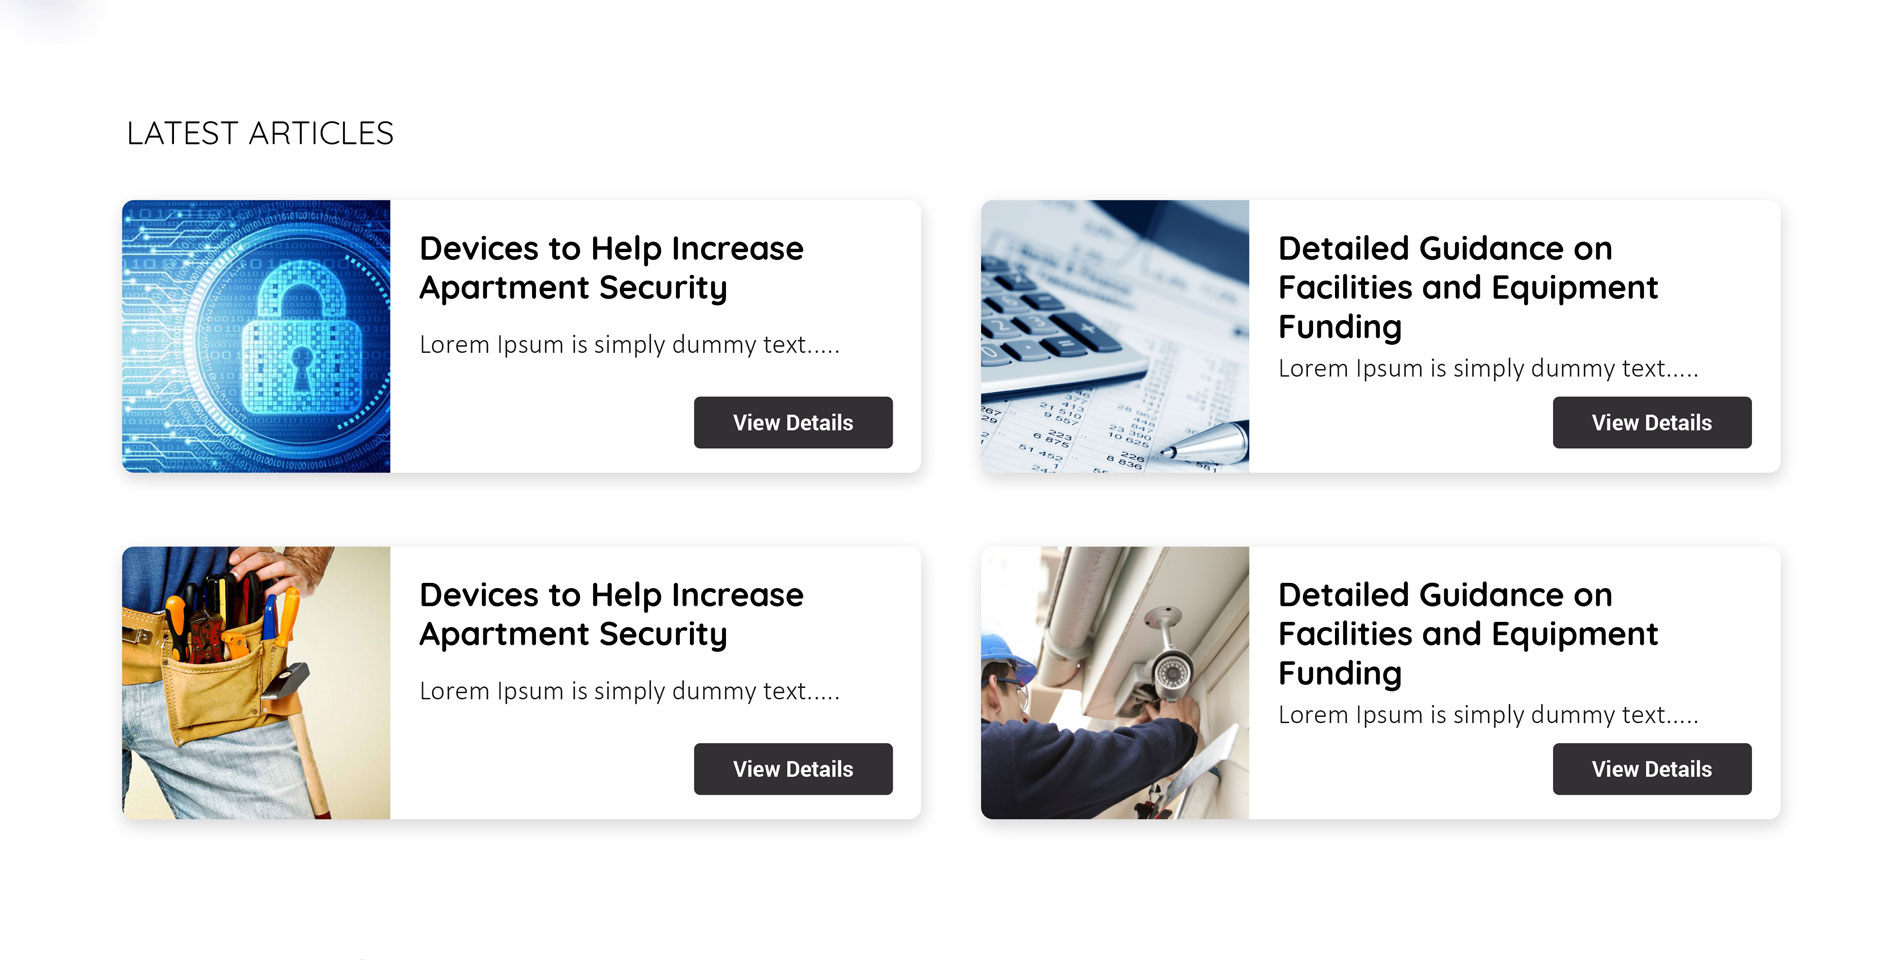 LATEST ARTICLES
Devices to Help Increase
Apartment Security
Lorem Ipsum is simply dummy text.....
View Details
Detailed Guidance on
Facilities and Equipment
Funding
Lorem Ipsum is simply dummy text.....
View Details
Devices to Help Increase
Apartment Security
Lorem Ipsum is simply dummy text.....
View Details
Detailed Guidance on
Facilities and Equipment
Funding
Lorem Ipsum is simply dummy text.....
View Details